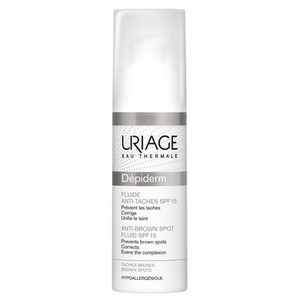 URIAGE
EAU THERMALE
Dépiderm
FLUIDE
ANTI-TACHES SPF15
Prévient les taches
Corrige
Unifie le teint
ANTI-BROWN SPOT
FLUID SPF15
Prevents brown spots
Corrects
Evens the complexion
TACHES BRUNES
BROWN SPOTS
HYPOALLERGÉNIQUE